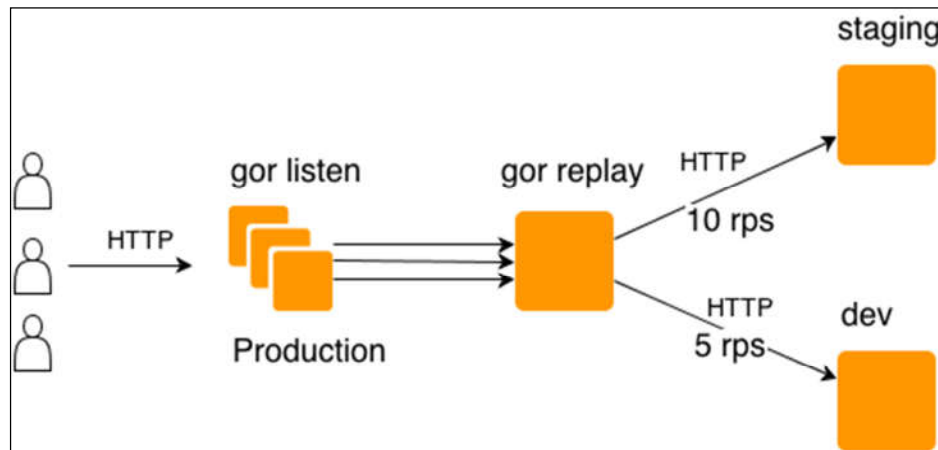 staging
gor listen
gor replay
HTTP
HTTP
10 rps
Production
HTTP
5 rps
dev